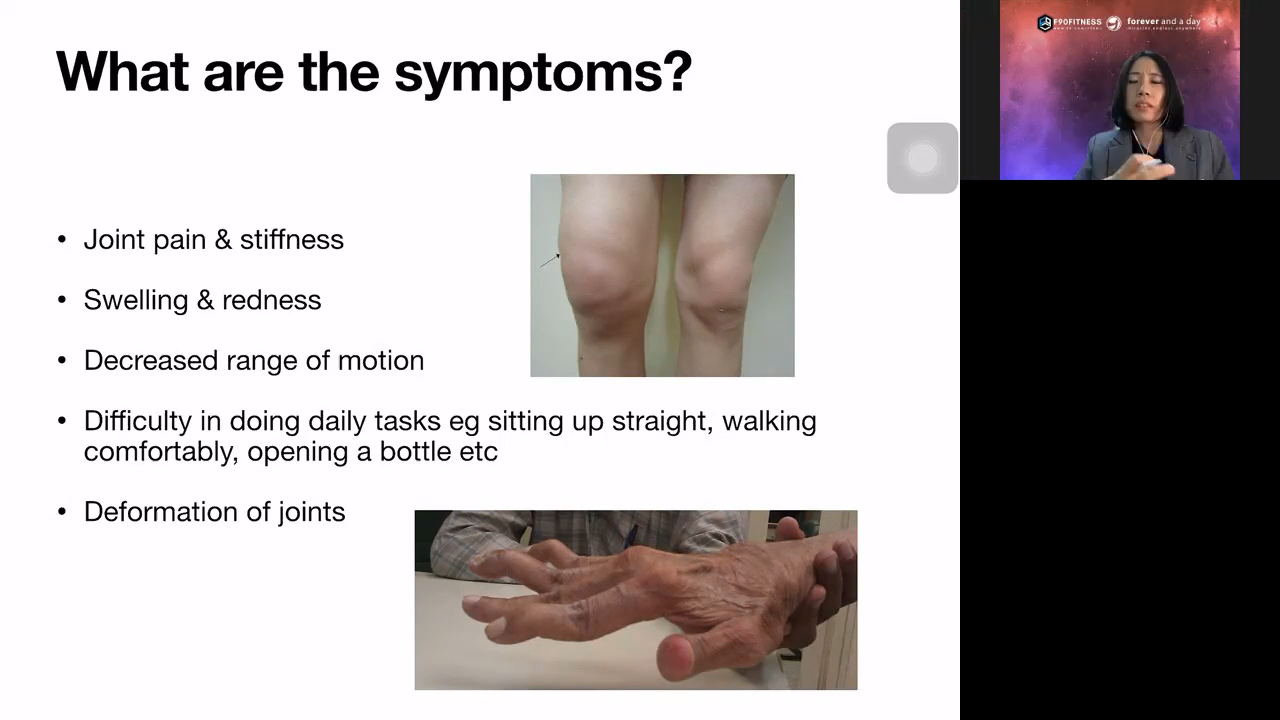 What are the symptoms?
• Joint pain & stiffness
• Swelling & redness
• Decreased range of motion
• Difficulty in doing daily tasks eg sitting up straight, walking
comfortably, opening a bottle etc
• Deformation of joints
F90FITNESS
forever and a day